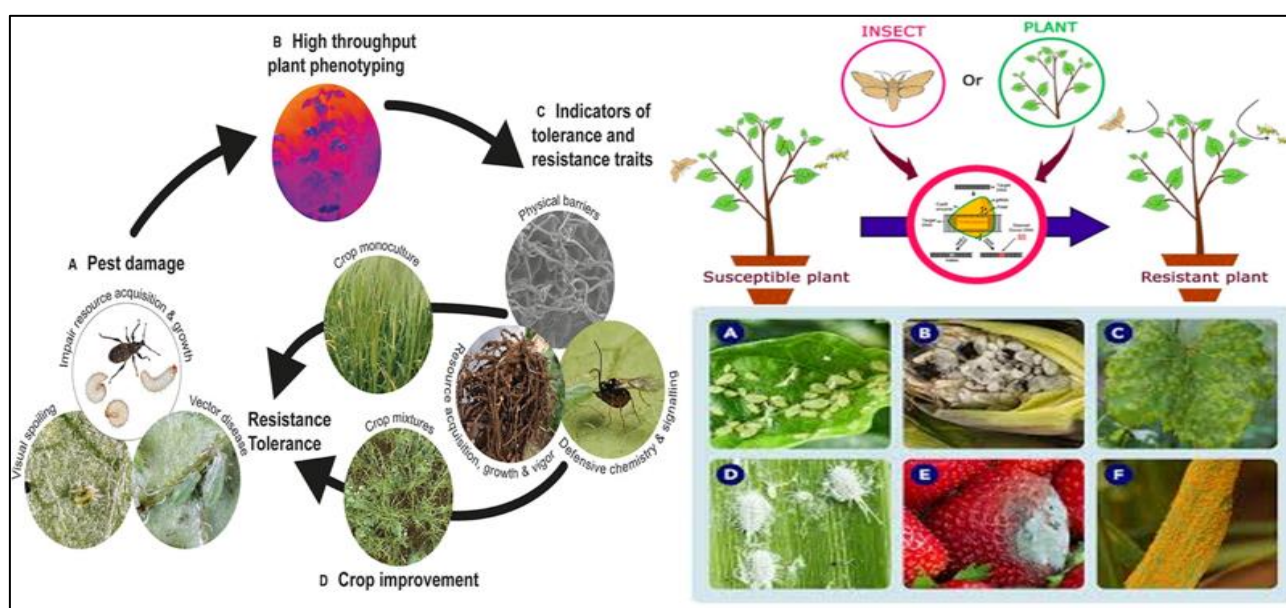 B High throughput
plant phenotyping
C Indicators of
tolerance and
resistance traits
A Pest damage
Impair resource acquisition & growth
Visual spoiling
Vector disease
Crop monoculture
Physical barriers
Resource acquisition, growth & vigor
Defensive chemistry & signalling
Resistance
Tolerance
Crop mixtures
D Crop improvement
INSECT
PLANT
Or
Susceptible plant
Resistant plant
A
B
C
D
E
F